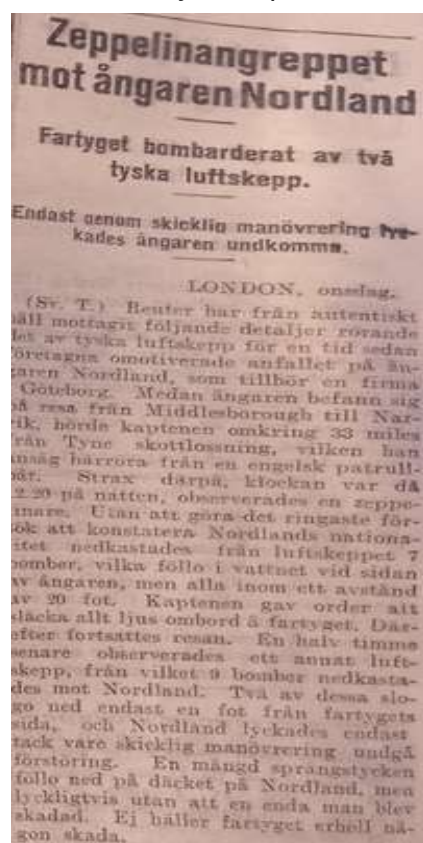 Zeppelinangreppet
mot ångaren Nordland
Fartyget bombarderat av två
tyska luftskepp.
Endast genom skicklig manövrering lyc-
kades ångaren undkomma.
LONDON, onsdag.
(Sv. T.) Reuter har från autentiskt
håll mottagit följande detaljer rörande
det av tyska luftskepp för en tid sedan
företagna omotiverade anfallet på ån-
garen Nordland, som tillhör en firma
i Göteborg. Medan ångaren befann sig
på resa från Middlesborough till Nar-
vik, hörde kaptenen omkring 33 miles
från Tyne skottlossning, vilken han
ansåg härröra från en engelsk patrull-
båt. Strax därpå, klockan var då
2.20 på natten, observerades en zeppe-
linare. Utan att göra det ringaste för-
sök att konstatera Nordlands nationa-
litet nedkastades från luftskeppet 7
bomber, vilka föllo i vattnet vid sidan
av ångaren, men alla inom ett avstånd
av 20 fot. Kaptenen gav order att
släcka allt ljus ombord å fartyget. Där-
efter fortsattes resan. En halv timme
senare observerades ett annat luft-
skepp, från vilket 9 bomber nedkasta-
des mot Nordland. Två av dessa slo-
go ned endast en fot från fartygets
sida, och Nordland lyckades endast
tack vare skicklig manövrering undgå
förstöring. En mängd sprängstycken
föllo ned på däcket på Nordland, men
lyckligtvis utan att en enda man blev
skadad. Ej häller fartyget erhöll nå-
gon skada.